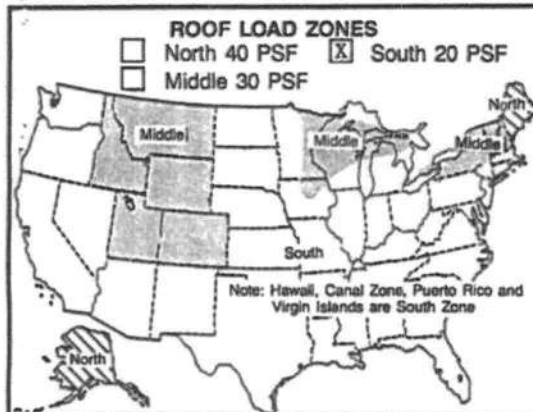 ROOF LOAD ZONES
North 40 PSF
X South 20 PSF
Middle 30 PSF
North
Middle
Middle
Middle
South
Note: Hawaii, Canal Zone, Puerto Rico and
Virgin Islands are South Zone
North